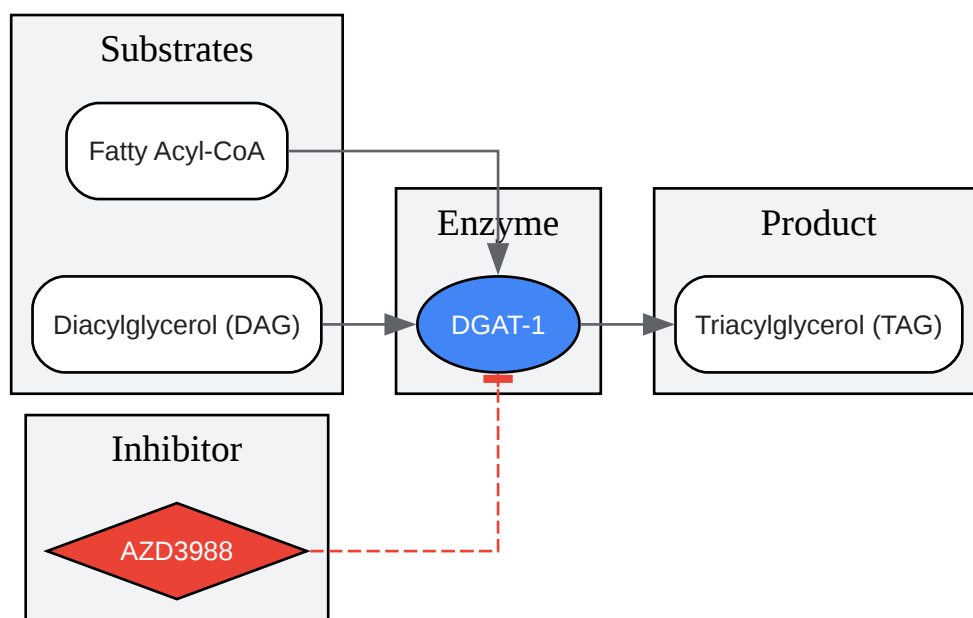 Substrates
Fatty Acyl-CoA
Enzyme
Product
Diacylglycerol (DAG)
DGAT-1
Triacylglycerol (TAG)
Inhibitor
AZD3988